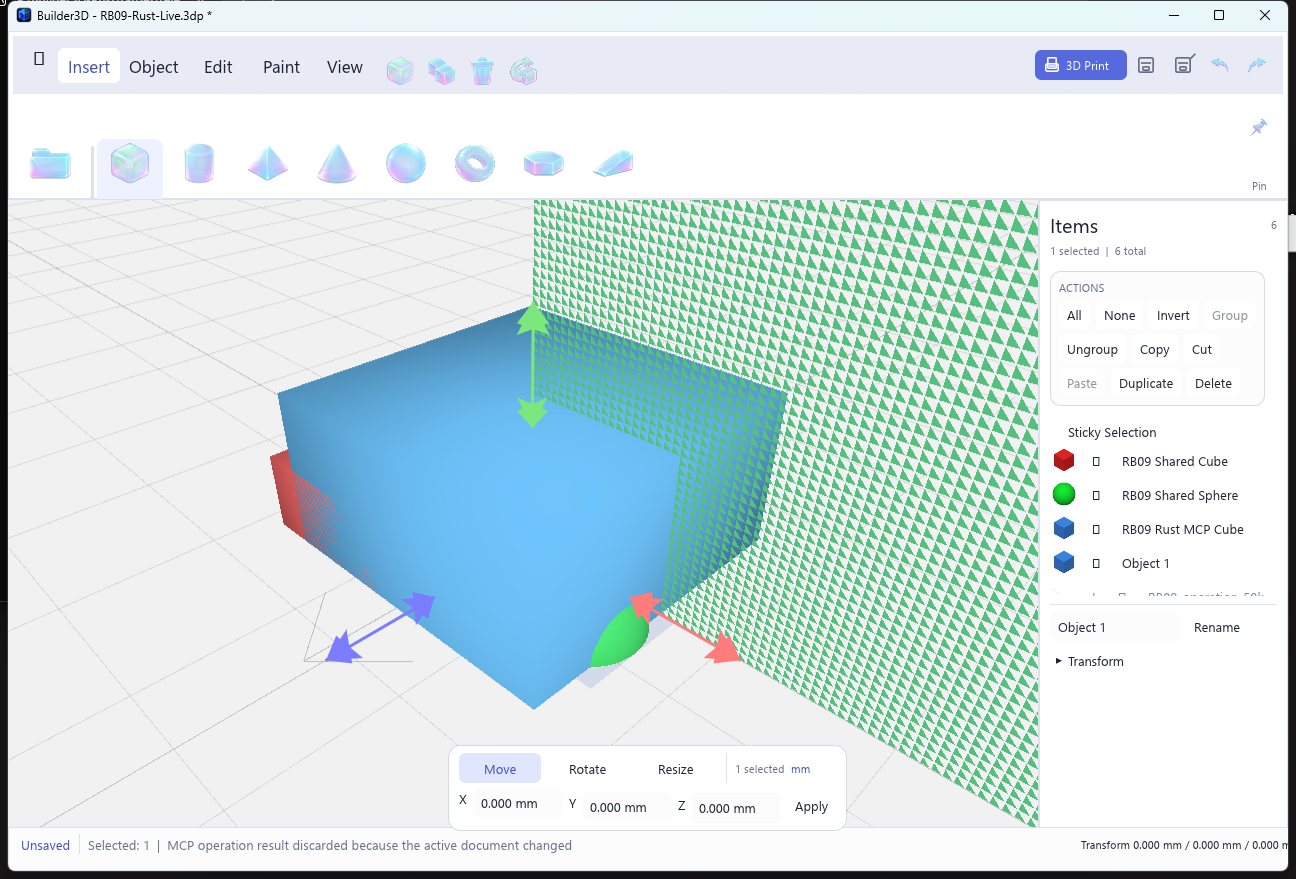 Builder3D - RB09-Rust-Live.3dp *
Insert Object Edit Paint View
3D Print
Pin
Items 6
1 selected | 6 total
ACTIONS
All None Invert Group
Ungroup Copy Cut
Paste Duplicate Delete
Sticky Selection
RB09 Shared Cube
RB09 Shared Sphere
RB09 Rust MCP Cube
Object 1
Object 1 Rename
Transform
Move Rotate Resize 1 selected mm
X 0.000 mm Y 0.000 mm Z 0.000 mm Apply
Unsaved Selected: 1 | MCP operation result discarded because the active document changed
Transform 0.000 mm / 0.000 mm / 0.000 m